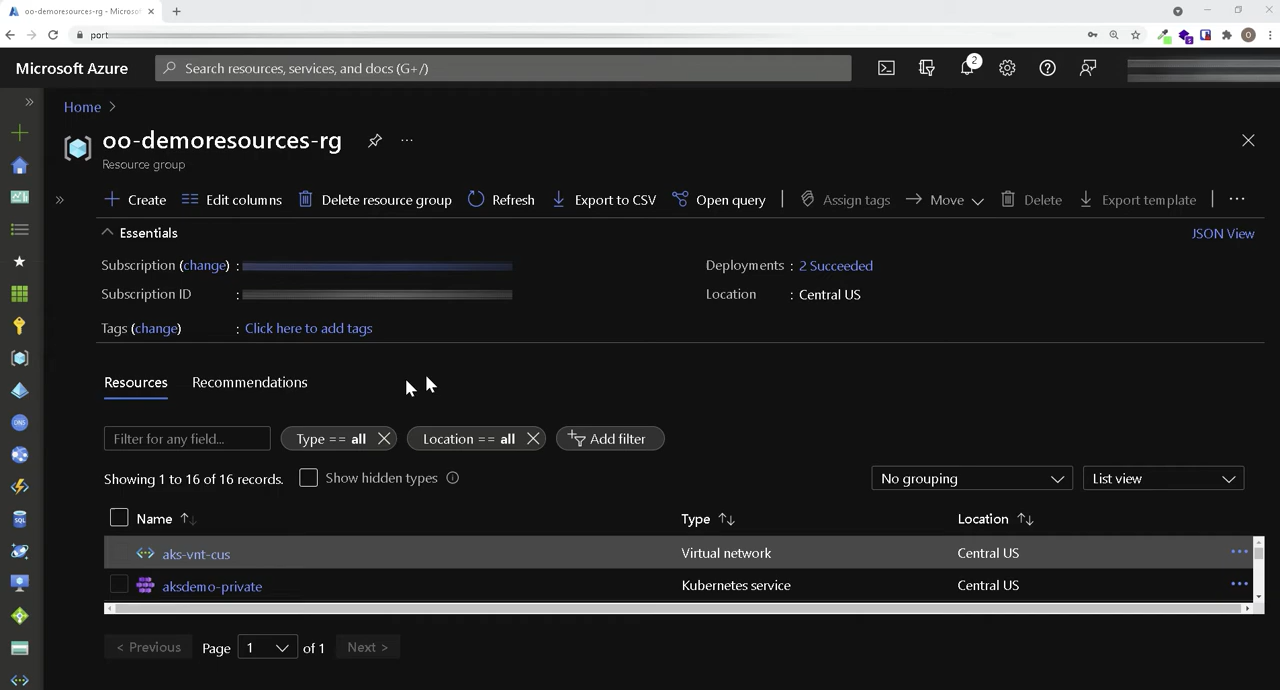 oo-demoresources-rg - Microsof
port
Microsoft Azure
Search resources, services, and docs (G+/)
2
Home
oo-demoresources-rg
Resource group
Create Edit columns Delete resource group Refresh Export to CSV Open query Assign tags Move Delete Export template
Essentials
JSON View
Subscription (change) :
Deployments : 2 Succeeded
Subscription ID :
Location : Central US
Tags (change) : Click here to add tags
Resources Recommendations
Filter for any field... Type == all Location == all Add filter
Showing 1 to 16 of 16 records. Show hidden types No grouping List view
Name Type Location
aks-vnt-cus Virtual network Central US
aksdemo-private Kubernetes service Central US
< Previous Page 1 of 1 Next >